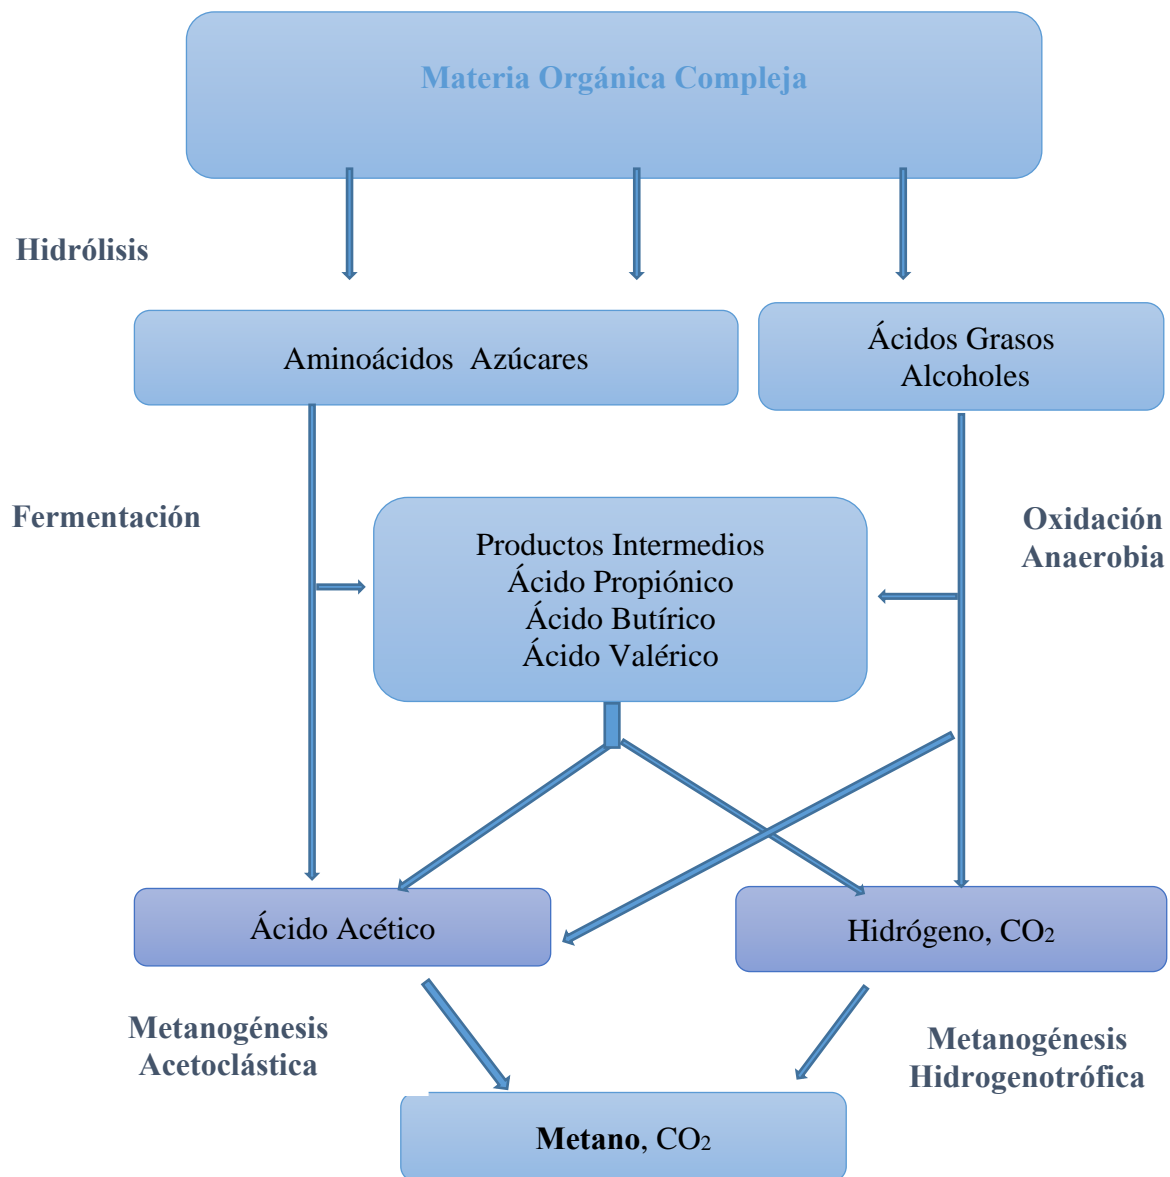 Materia Orgánica Compleja
Hidrólisis
Aminoácidos Azúcares
Ácidos Grasos
Alcoholes
Fermentación
Productos Intermedios
Ácido Propiónico
Ácido Butírico
Ácido Valérico
Oxidación
Anaerobia
Ácido Acético
Hidrógeno, CO₂
Metanogénesis
Acetoclástica
Metanogénesis
Hidrogenotrófica
Metano, CO₂